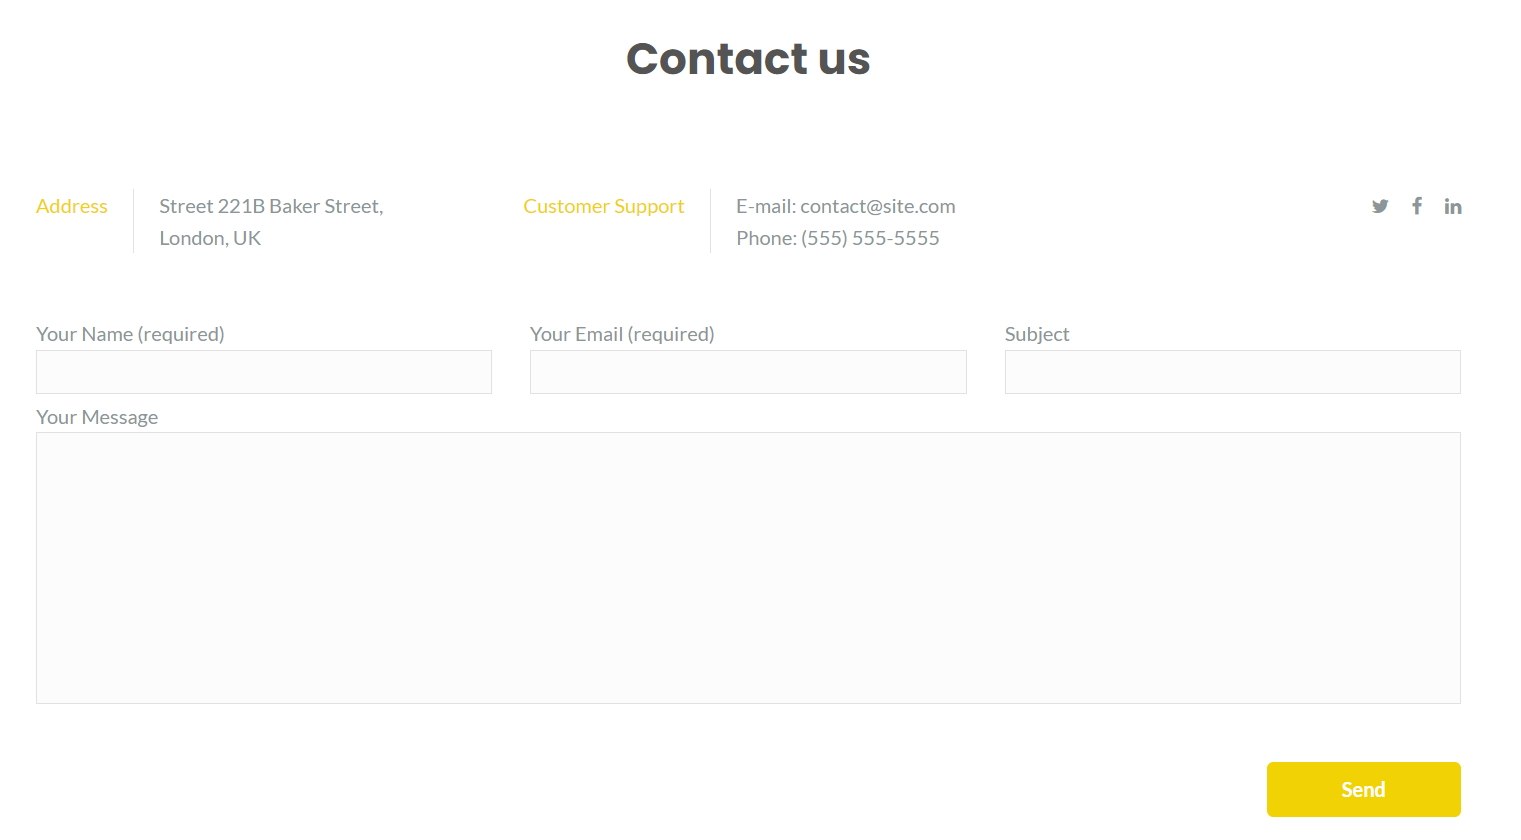 Contact us
Address
Street 221B Baker Street,
London, UK
Customer Support
E-mail: contact@site.com
Phone: (555) 555-5555
Your Name (required)
Your Email (required)
Subject
Your Message
Send